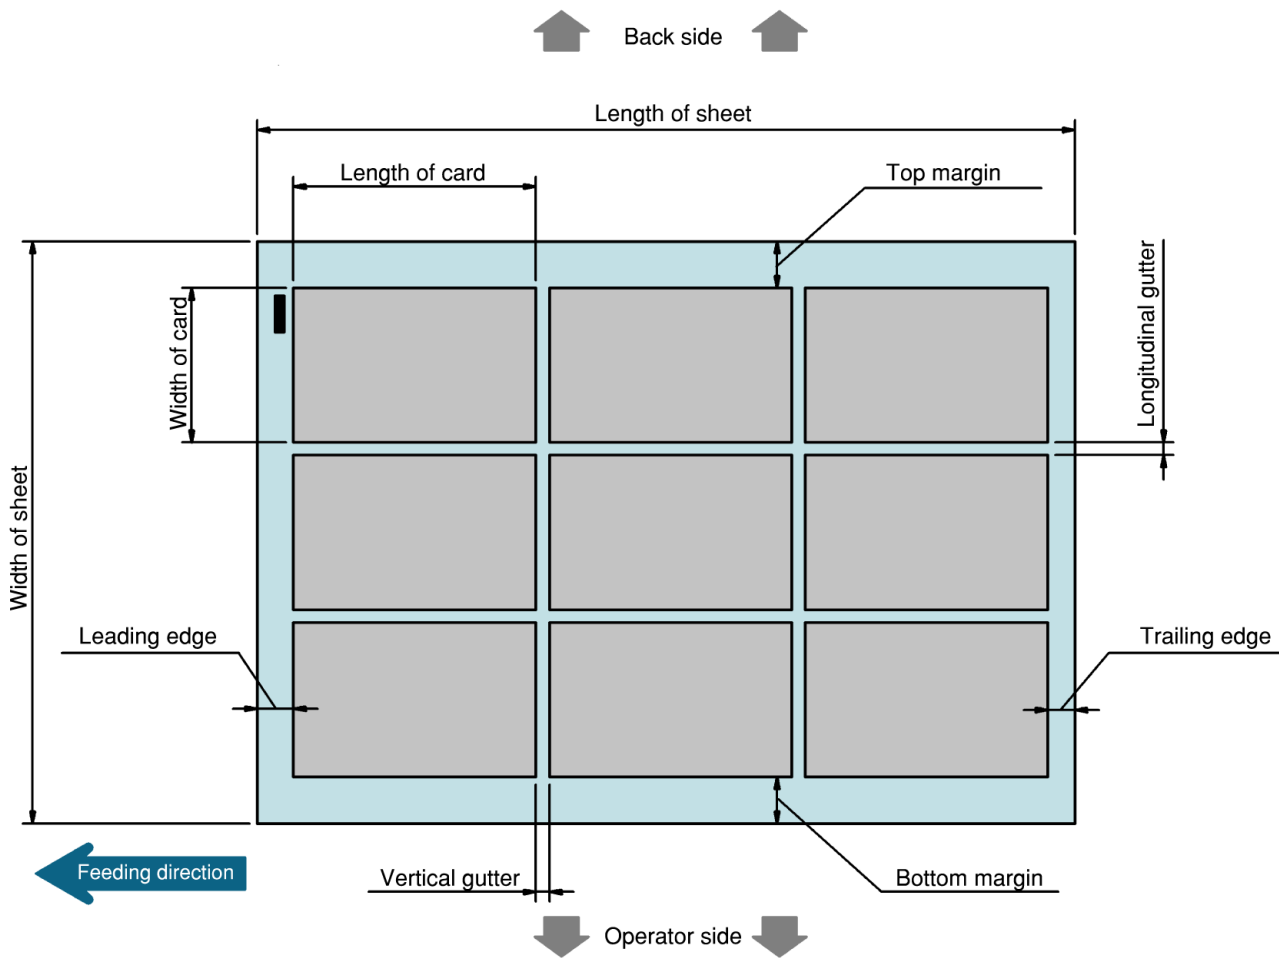 Back side
Length of sheet
Length of card
Top margin
Longitudinal gutter
Width of card
Width of sheet
Leading edge
Trailing edge
Feeding direction
Vertical gutter
Bottom margin
Operator side